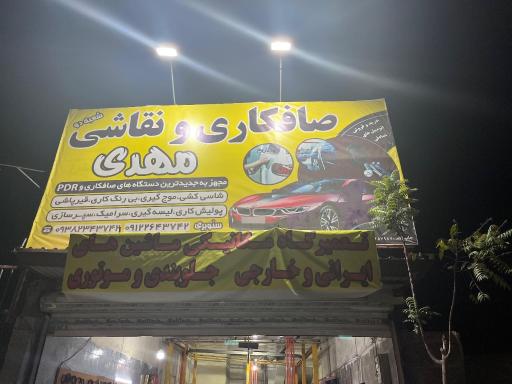 شعبه دو
صافکاری و نقاشی
مهدی
مجهز به جدیدترین دستگاه های صافکاری و PDR
شاسی کشی، موج گیری، بی رنگ کاری، قیرپاشی
پولیش کاری، لیسه گیری، سرامیک، سپرسازی
۰۹۱۲۲۶۴۳۷۴۲
تعمیرگاه مکانیکی ماشین های
ایرانی و خارجی جلوبندی و موتوری